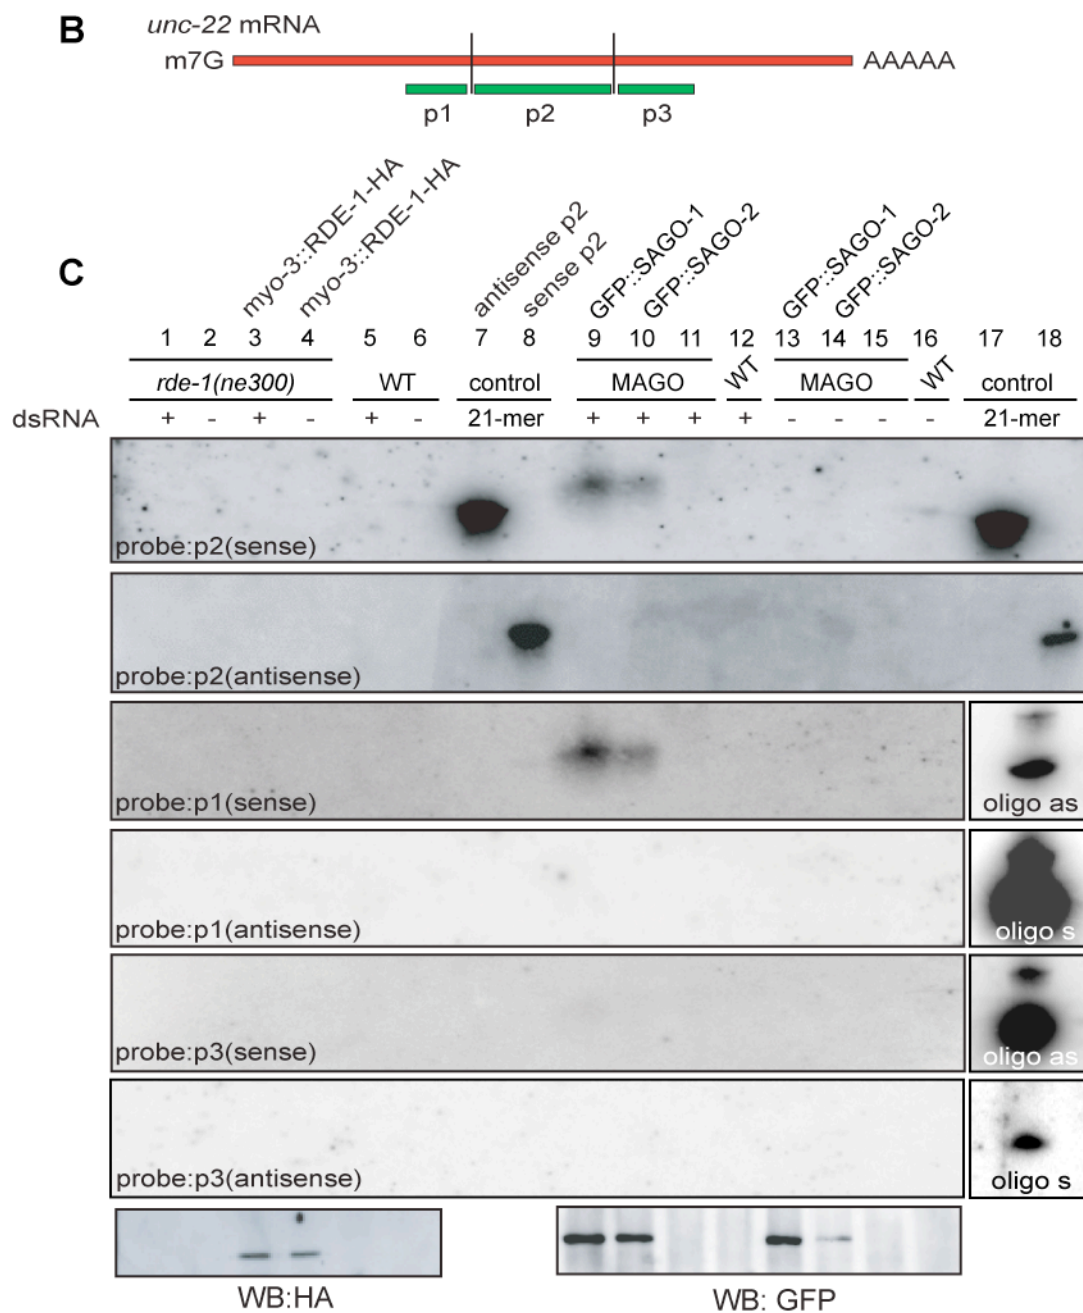 B
unc-22 mRNA
m7G AAAAA
p1 p2 p3
C
myo-3::RDE-1-HA
myo-3::RDE-1-HA
antisense p2
sense p2
GFP::SAGO-1
GFP::SAGO-2
GFP::SAGO-1
GFP::SAGO-2
1 2 3 4 5 6 7 8 9 10 11 12 13 14 15 16 17 18
rde-1(ne300) WT control MAGO WT MAGO WT control
dsRNA + - + - + - 21-mer + + + + - - - - 21-mer
probe:p2(sense)
probe:p2(antisense)
probe:p1(sense) oligo as
probe:p1(antisense) oligo s
probe:p3(sense) oligo as
probe:p3(antisense) oligo s
WB:HA WB: GFP